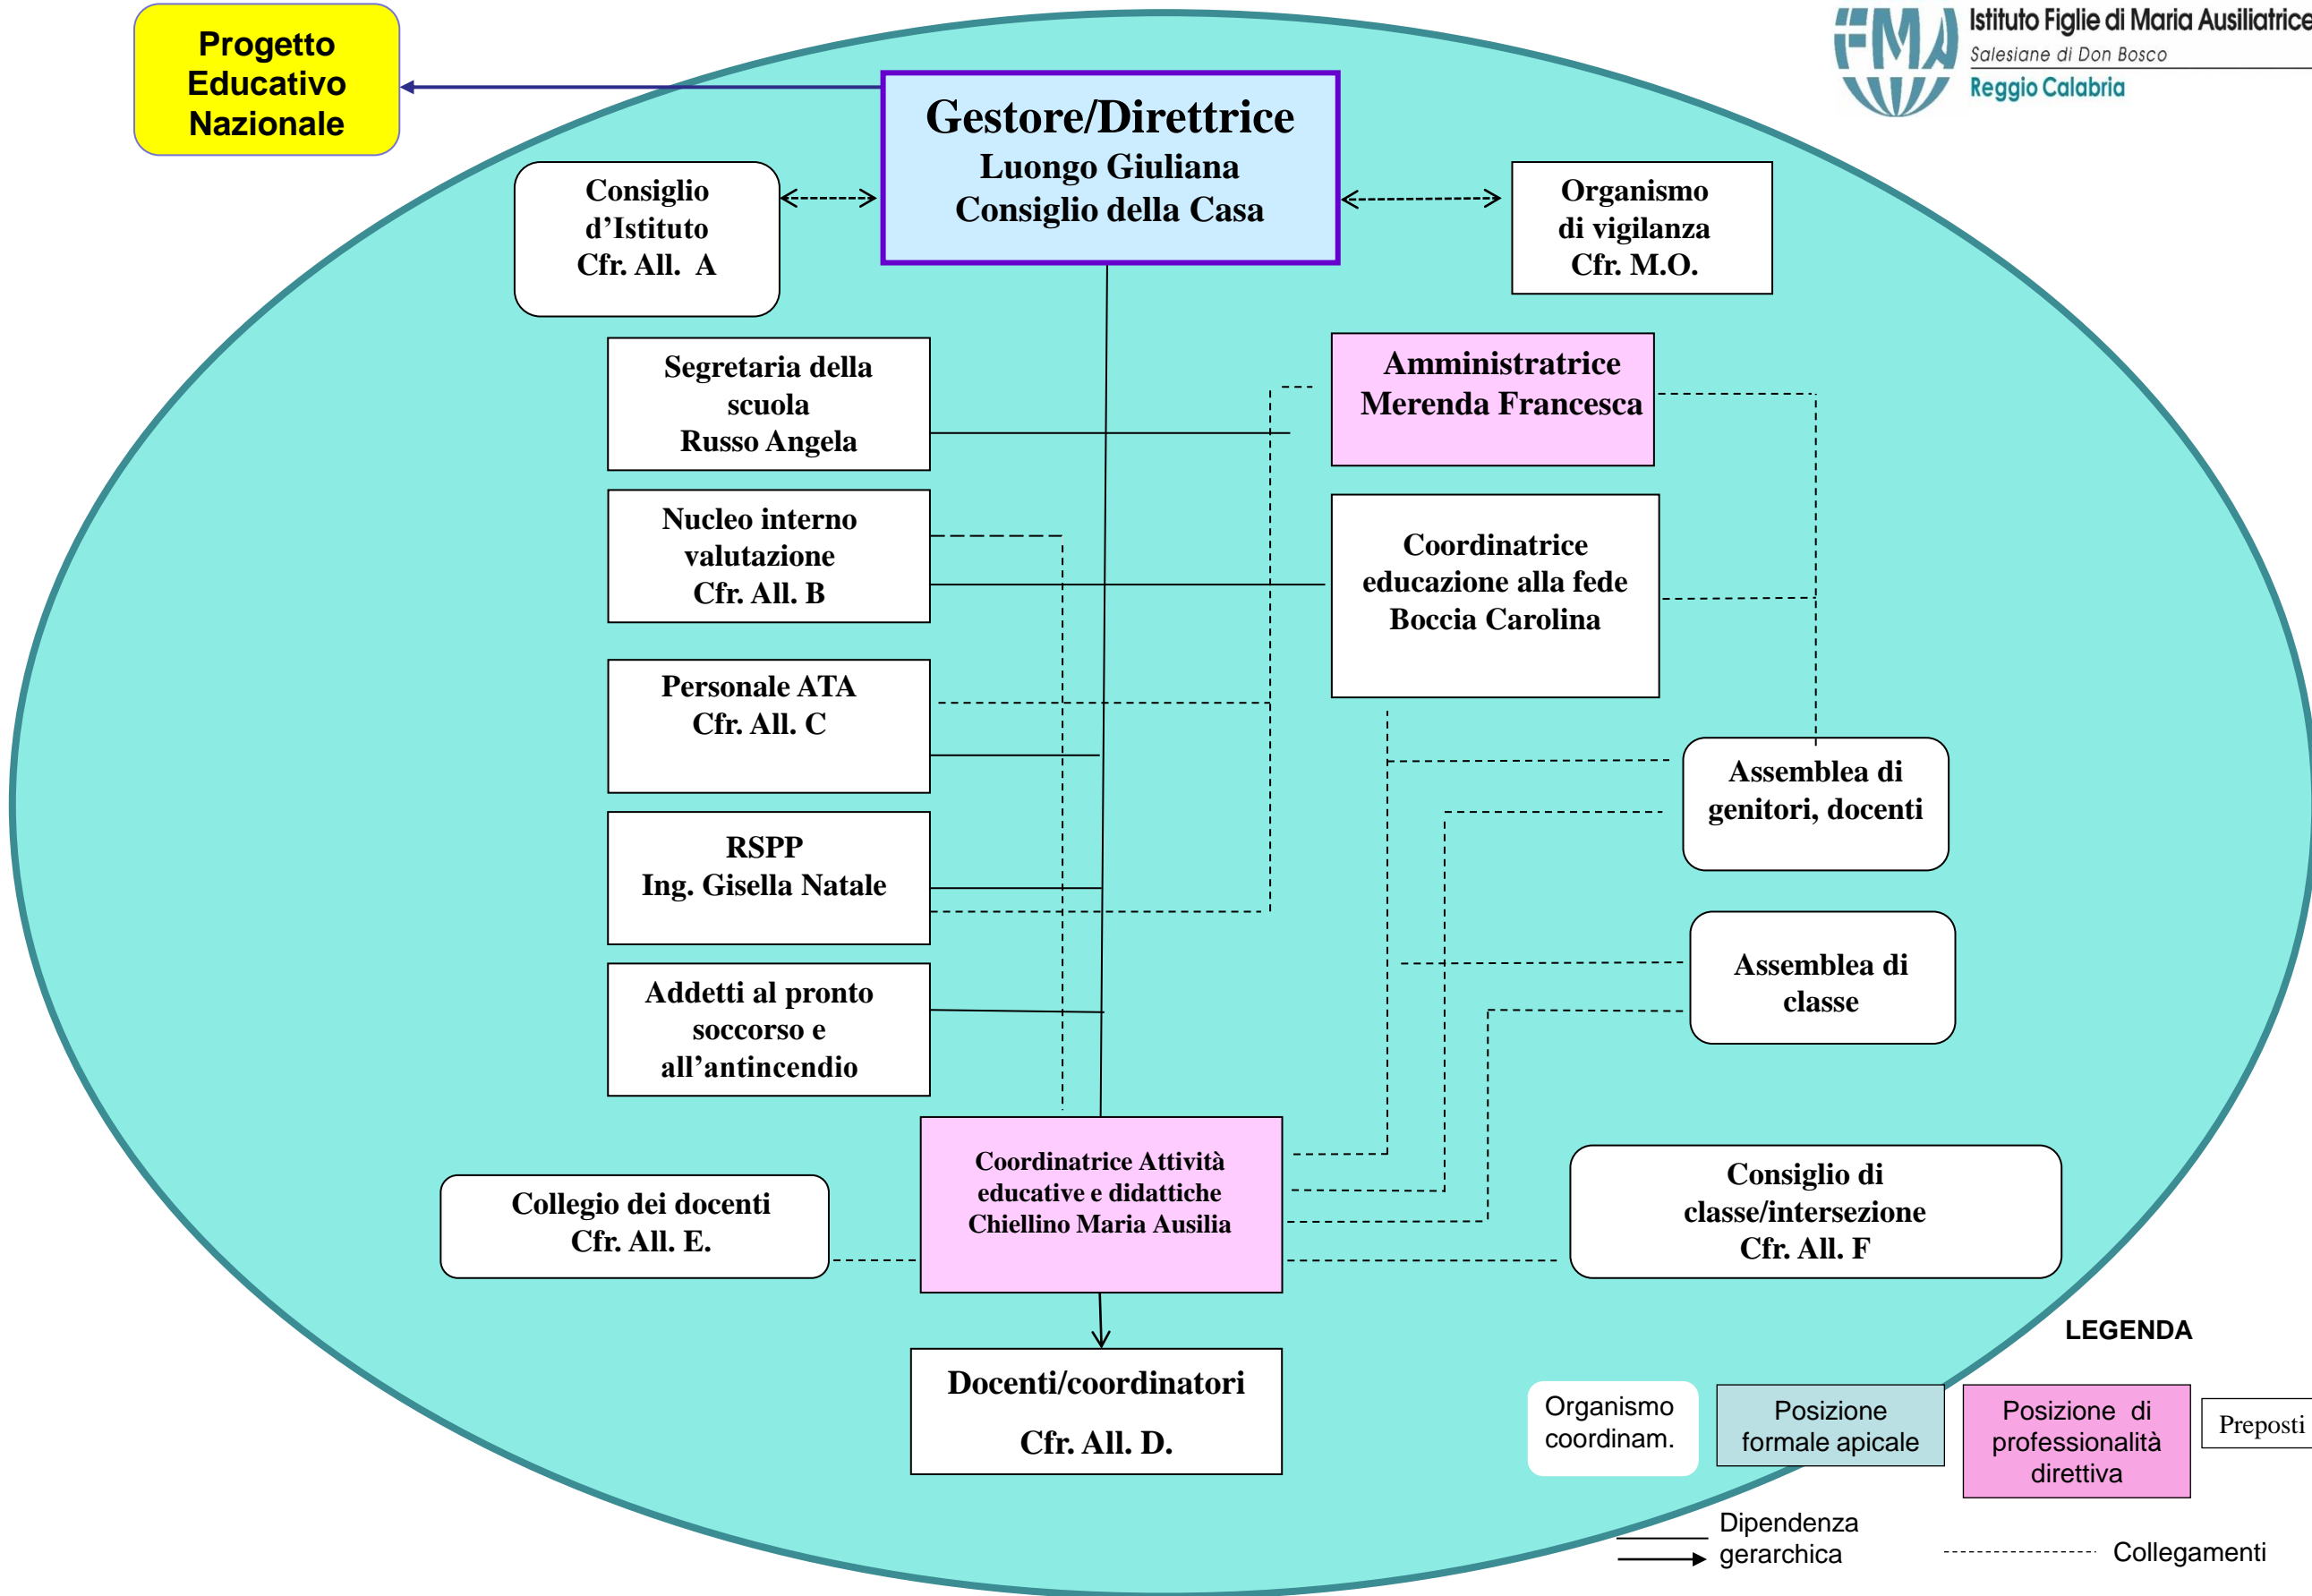 Progetto
Educativo
Nazionale
FMA
Istituto Figlie di Maria Ausiliatrice
Salesiane di Don Bosco
Reggio Calabria
Gestore/Direttrice
Luongo Giuliana
Consiglio della Casa
Consiglio
d’Istituto
Cfr. All. A
Organismo
di vigilanza
Cfr. M.O.
Segretaria della
scuola
Russo Angela
Amministratrice
Merenda Francesca
Nucleo interno
valutazione
Cfr. All. B
Coordinatrice
educazione alla fede
Boccia Carolina
Personale ATA
Cfr. All. C
Assemblea di
genitori, docenti
RSPP
Ing. Gisella Natale
Assemblea di
classe
Addetti al pronto
soccorso e
all’antincendio
Coordinatrice Attività
educative e didattiche
Chiellino Maria Ausilia
Collegio dei docenti
Cfr. All. E.
Consiglio di
classe/intersezione
Cfr. All. F
Docenti/coordinatori
Cfr. All. D.
LEGENDA
Organismo
coordinam.
Posizione
formale apicale
Posizione di
professionalità
direttiva
Preposti
Dipendenza
gerarchica
Collegamenti